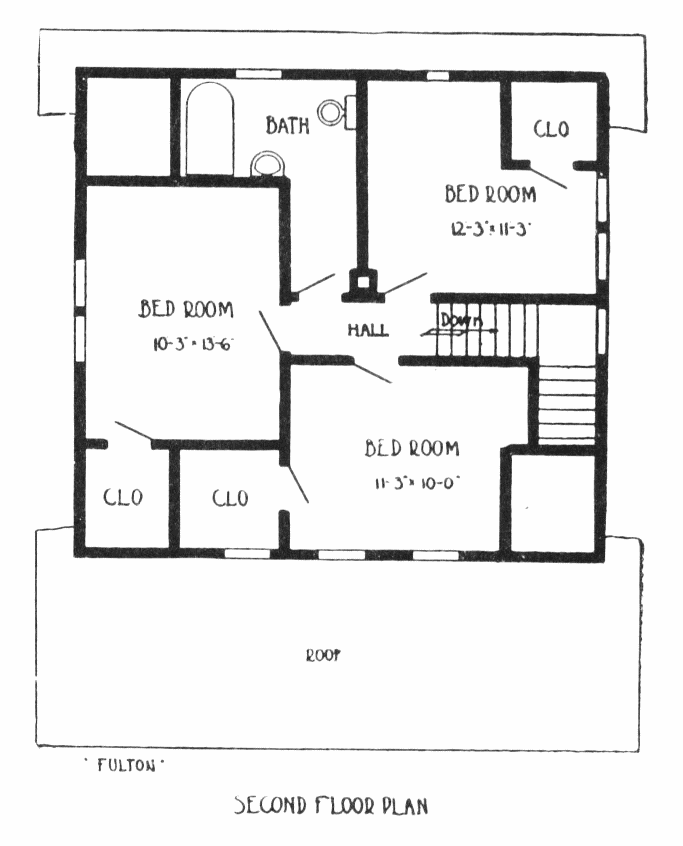 BATH
CLO
BED ROOM
12-3" x 11-3"
BED ROOM
10-3" x 13-6"
HALL
DOWN
BED ROOM
11-3" x 10-0"
CLO
CLO
ROOF
"FULTON"
SECOND FLOOR PLAN